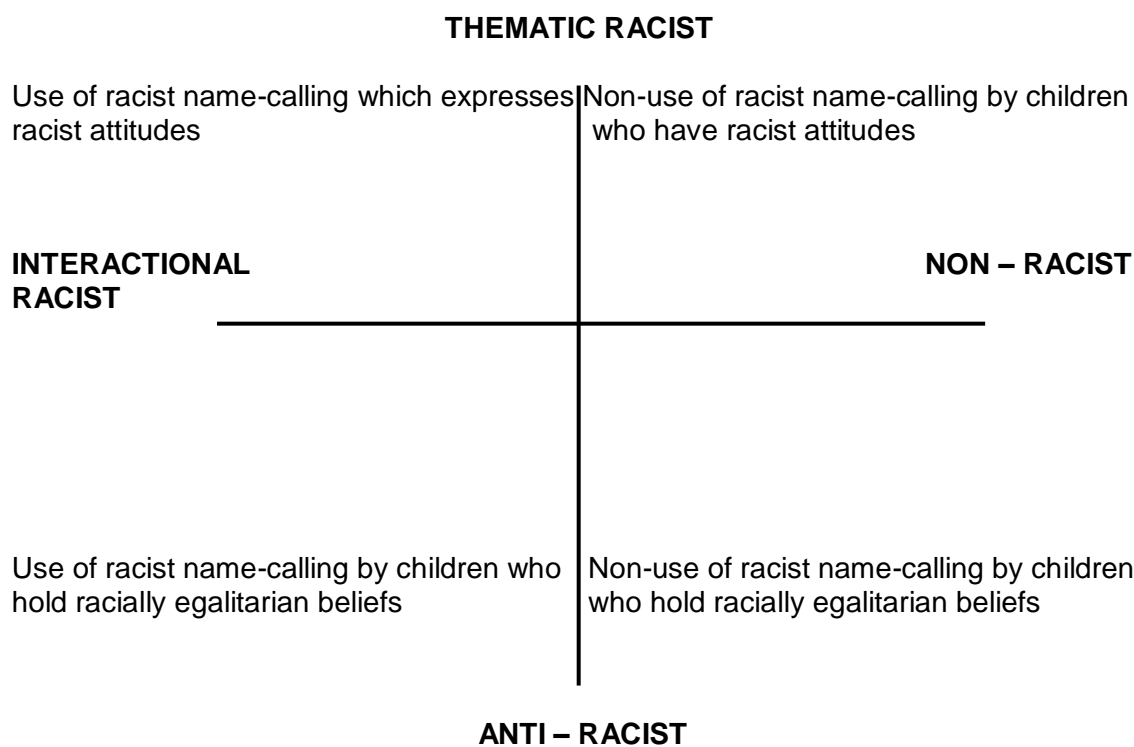 THEMATIC RACIST
Use of racist name-calling which expresses
racist attitudes
Non-use of racist name-calling by children
who have racist attitudes
INTERACTIONAL
RACIST
NON – RACIST
Use of racist name-calling by children who
hold racially egalitarian beliefs
Non-use of racist name-calling by children
who hold racially egalitarian beliefs
ANTI – RACIST